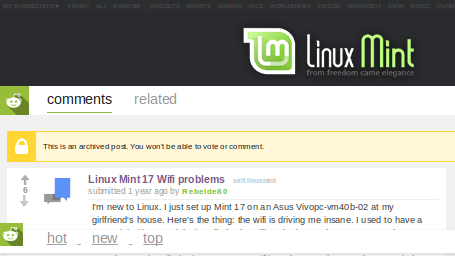 MY SUBREDDITS ▾ FRONT ALL RANDOM GADGETS SPORTS GAMING PICS WORLDNEWS VIDEOS AWW MUSIC
Linux Mint
from freedom came elegance
comments related
This is an archived post. You won't be able to vote or comment.
Linux Mint 17 Wifi problems self.linuxmint
6
submitted 1 year ago by Rebelde80
I'm new to Linux. I just set up Mint 17 on an Asus Vivopc-vm40b-02 at my
girlfriend's house. Here's the thing: the wifi is driving me insane. I used to have a
hot - new - top